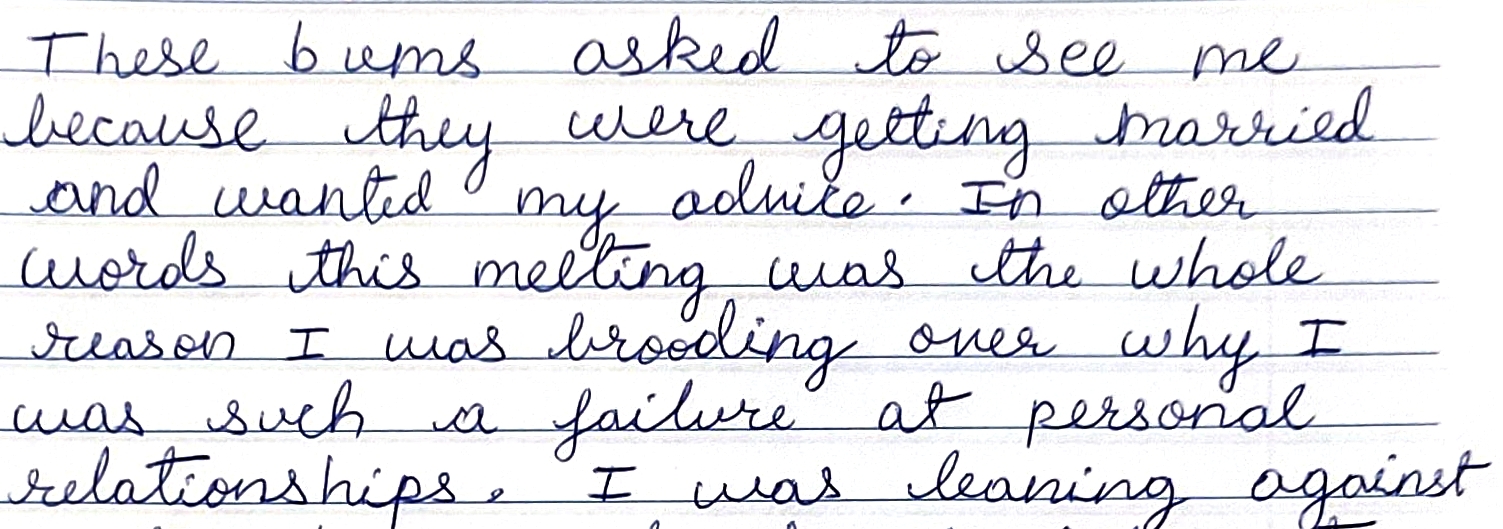 These bums asked to see me
because they were getting married
and wanted my advice. In other
words this meeting was the whole
reason I was brooding over why I
was such a failure at personal
relationships. I was leaning against